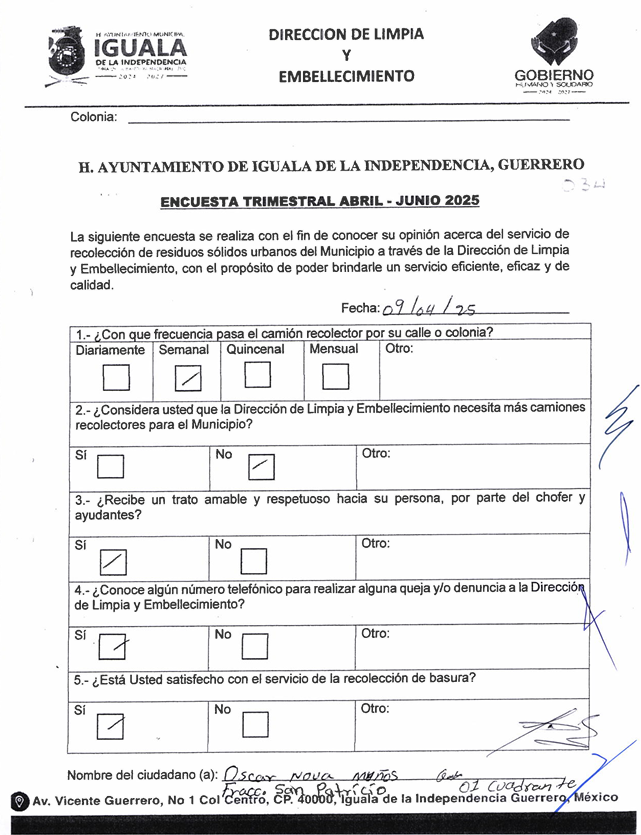 H. AYUNTAMIENTO MUNICIPAL
IGUALA
DE LA INDEPENDENCIA
DIRECCION DE LIMPIA
Y
EMBELLECIMIENTO
GOBIERNO
HUMANO Y SOLIDARIO
Colonia:
H. AYUNTAMIENTO DE IGUALA DE LA INDEPENDENCIA, GUERRERO
034
ENCUESTA TRIMESTRAL ABRIL - JUNIO 2025
La siguiente encuesta se realiza con el fin de conocer su opinión acerca del servicio de
recolección de residuos sólidos urbanos del Municipio a través de la Dirección de Limpia
y Embellecimiento, con el propósito de poder brindarle un servicio eficiente, eficaz y de
calidad.
Fecha: 09/04/25
1.- ¿Con que frecuencia pasa el camión recolector por su calle o colonia?
Diariamente Semanal Quincenal Mensual Otro:
2.- ¿Considera usted que la Dirección de Limpia y Embellecimiento necesita más camiones
recolectores para el Municipio?
Sí No Otro:
3.- ¿Recibe un trato amable y respetuoso hacia su persona, por parte del chofer y
ayudantes?
Sí No Otro:
4.- ¿Conoce algún número telefónico para realizar alguna queja y/o denuncia a la Dirección
de Limpia y Embellecimiento?
Sí No Otro:
5.- ¿Está Usted satisfecho con el servicio de la recolección de basura?
Sí No Otro:
Nombre del ciudadano (a): Oscar Nova Muños
Fracc. San Patricio 01 Cuadrante
Av. Vicente Guerrero, No 1 Col Centro, CP. 40000, Iguala de la Independencia Guerrero, México